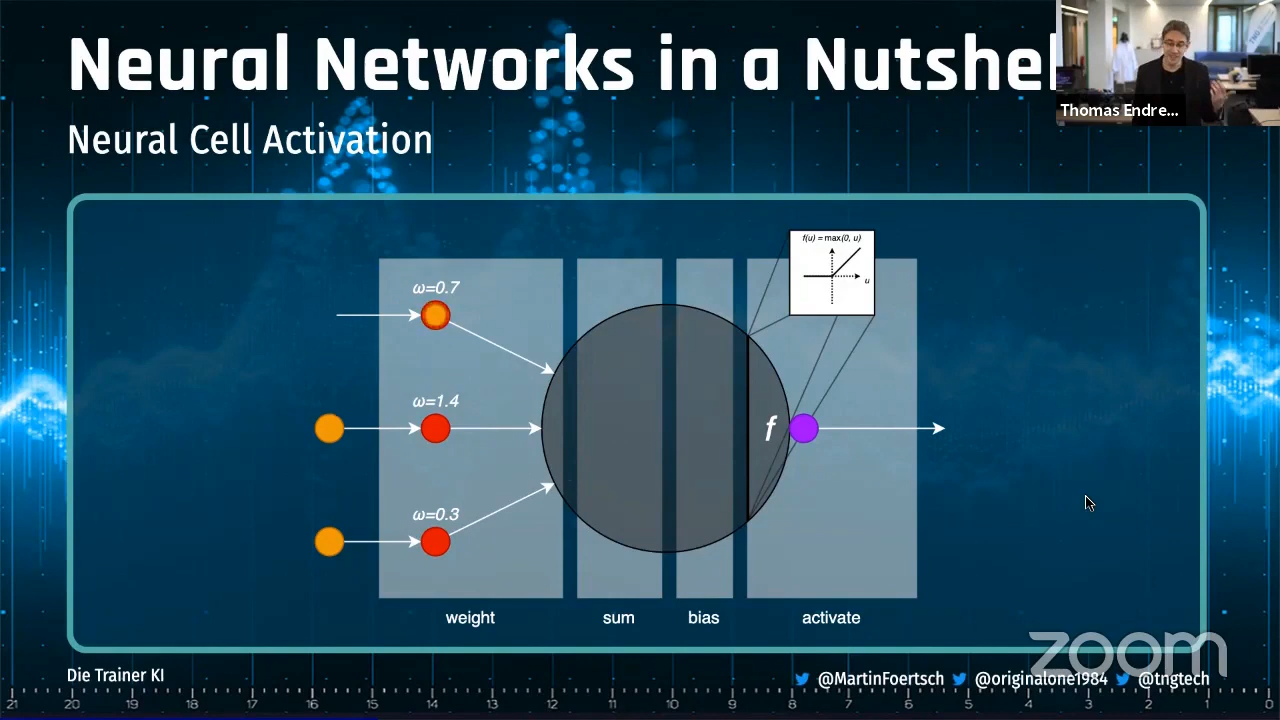 Neural Networks in a Nutshel
Thomas Endre...
Neural Cell Activation
f(u) = max(0, u)
u
ω=0.7
ω=1.4
f
ω=0.3
weight
sum
bias
activate
zoom
Die Trainer KI
@MartinFoertsch
@originalone1984
@tngtech
21 20 19 18 17 16 15 14 13 12 11 10 9 8 7 6 5 4 3 2 1 0